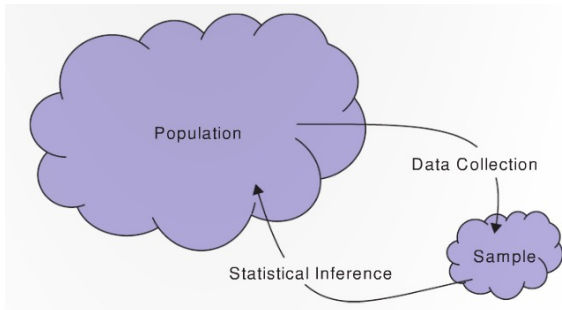 Population
Data Collection
Sample
Statistical Inference